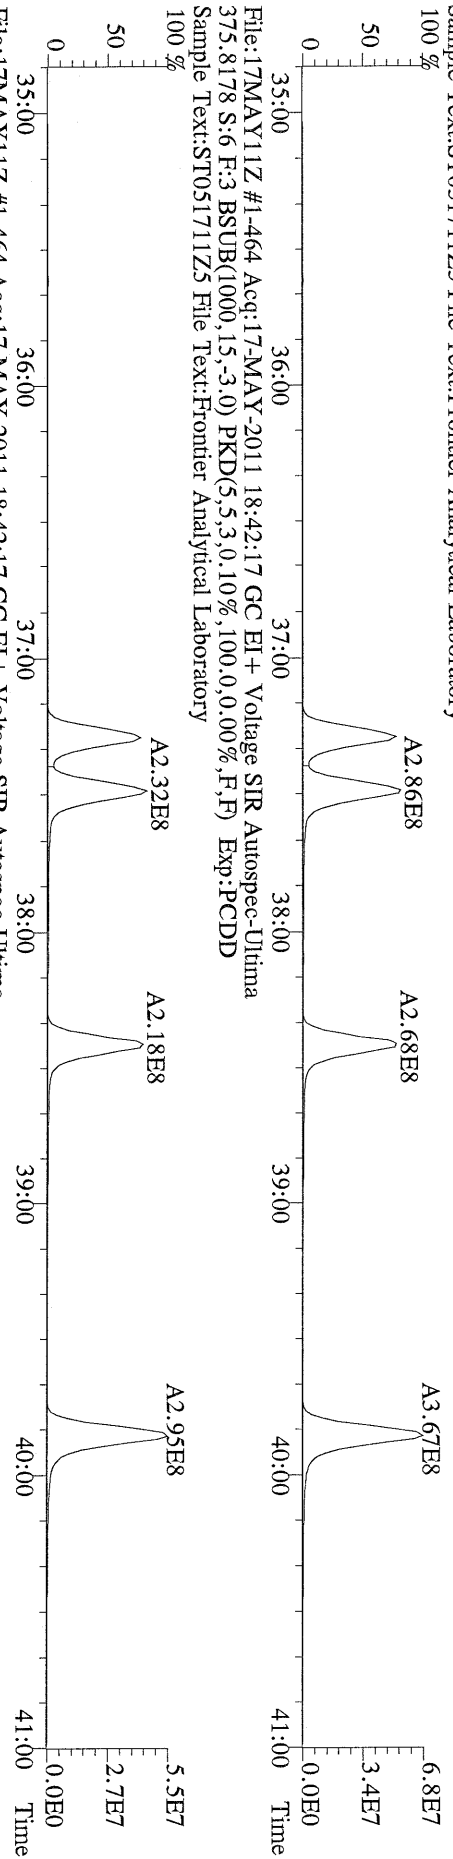 Sample Text:ST051711Z5 File Text:Frontier Analytical Laboratory
100 %
50
0
A2.86E8
A2.68E8
A3.67E8
6.8E7
3.4E7
0.0E0
35:00 36:00 37:00 38:00 39:00 40:00 41:00 Time
File:17MAY11Z #1-464 Acq:17-MAY-2011 18:42:17 GC EI+ Voltage SIR Autospec-Ultima
375.8178 S:6 F:3 BSUB(1000,15,-3.0) PKD(5,5,3,0.10%,100.0,0.00%,F,F) Exp:PCDD
Sample Text:ST051711Z5 File Text:Frontier Analytical Laboratory
100 %
50
0
A2.32E8
A2.18E8
A2.95E8
5.5E7
2.7E7
0.0E0
35:00 36:00 37:00 38:00 39:00 40:00 41:00 Time
File:17MAY11Z #1-464 Acq:17-MAY-2011 18:42:17 GC EI+ Voltage SIR Autospec-Ultima